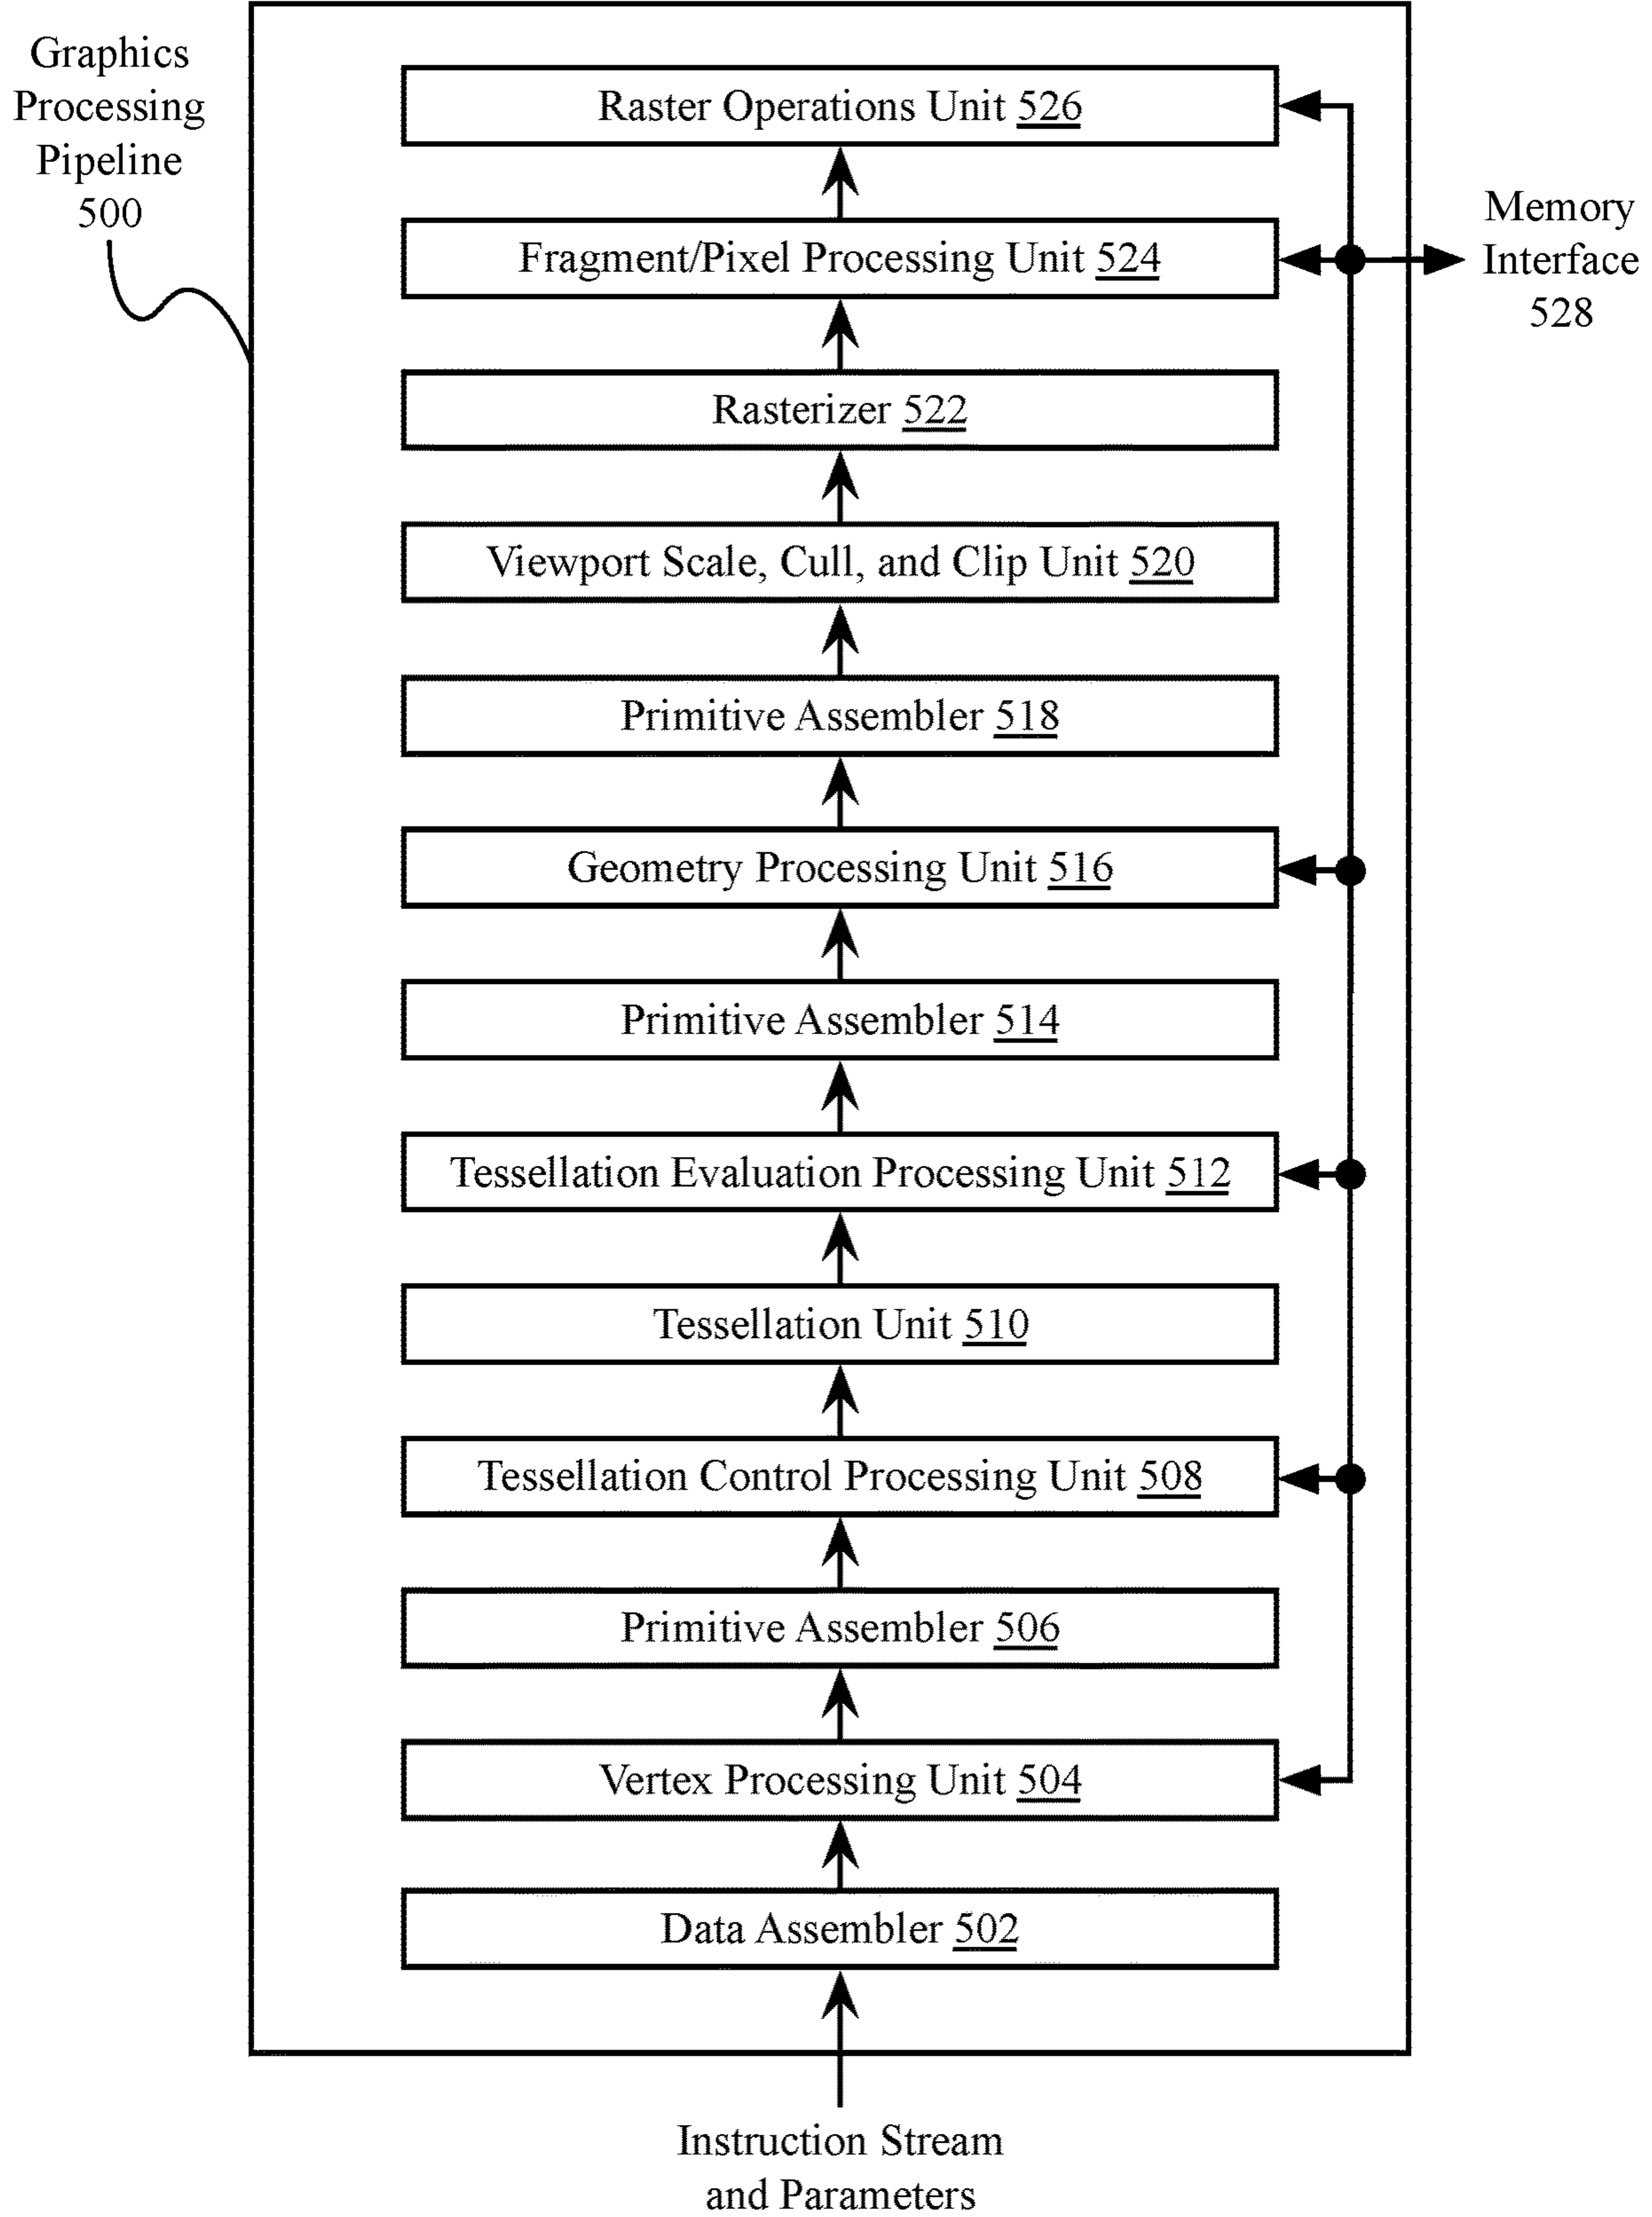 Graphics
Processing
Pipeline
500
Raster Operations Unit 526
Fragment/Pixel Processing Unit 524
Memory
Interface
528
Rasterizer 522
Viewport Scale, Cull, and Clip Unit 520
Primitive Assembler 518
Geometry Processing Unit 516
Primitive Assembler 514
Tessellation Evaluation Processing Unit 512
Tessellation Unit 510
Tessellation Control Processing Unit 508
Primitive Assembler 506
Vertex Processing Unit 504
Data Assembler 502
Instruction Stream
and Parameters